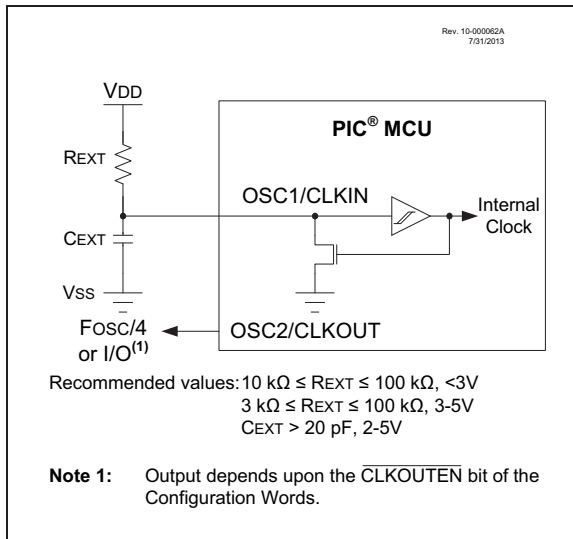 Rev. 10-000062A
7/31/2013
VDD
PIC® MCU
REXT
OSC1/CLKIN
Internal
Clock
CEXT
VSS
FOSC/4
or I/O(1)
OSC2/CLKOUT
Recommended values: 10 kΩ ≤ REXT ≤ 100 kΩ, <3V
3 kΩ ≤ REXT ≤ 100 kΩ, 3-5V
CEXT > 20 pF, 2-5V
Note 1: Output depends upon the CLKOUTEN bit of the
Configuration Words.